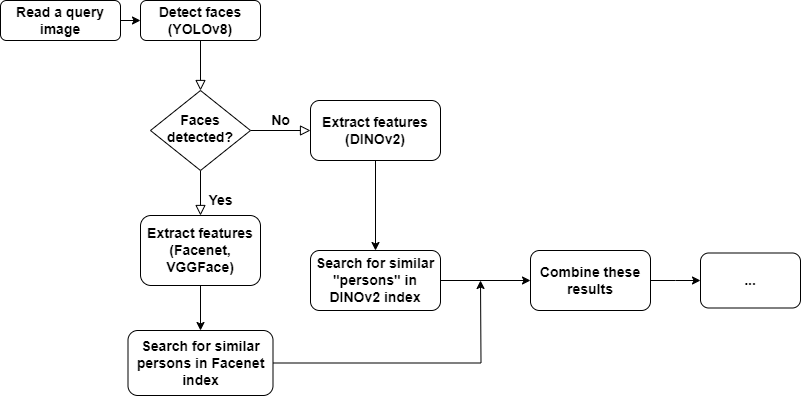 Read a query
image
Detect faces
(YOLOv8)
Faces
detected?
No
Extract features
(DINOv2)
Yes
Extract features
(Facenet,
VGGFace)
Search for similar
"persons" in
DINOv2 index
Combine these
results
...
Search for similar
persons in Facenet
index